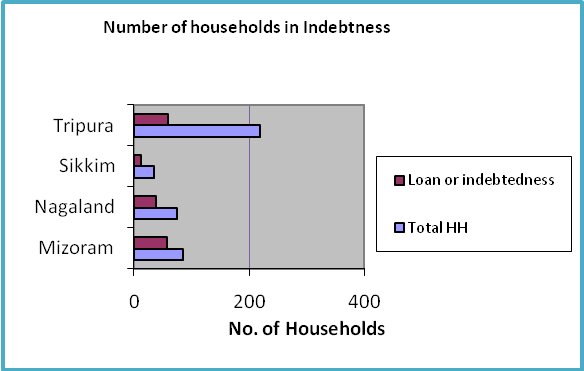 Number of households in Indebtness
Tripura
Sikkim
Nagaland
Mizoram
0 200 400
No. of Households
Loan or indebtedness
Total HH